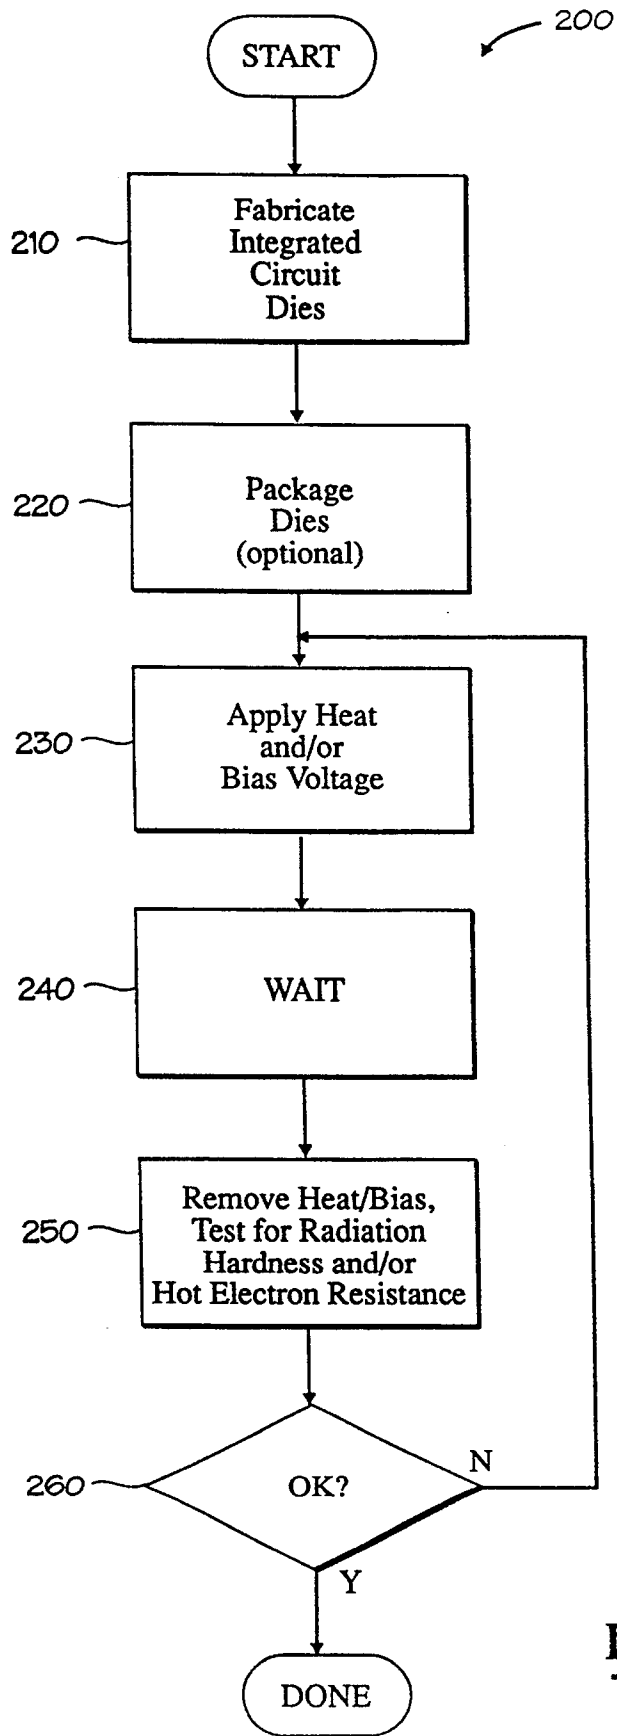 200
START
210
Fabricate
Integrated
Circuit
Dies
220
Package
Dies
(optional)
230
Apply Heat
and/or
Bias Voltage
240
WAIT
250
Remove Heat/Bias,
Test for Radiation
Hardness and/or
Hot Electron Resistance
260
OK?
N
Y
DONE